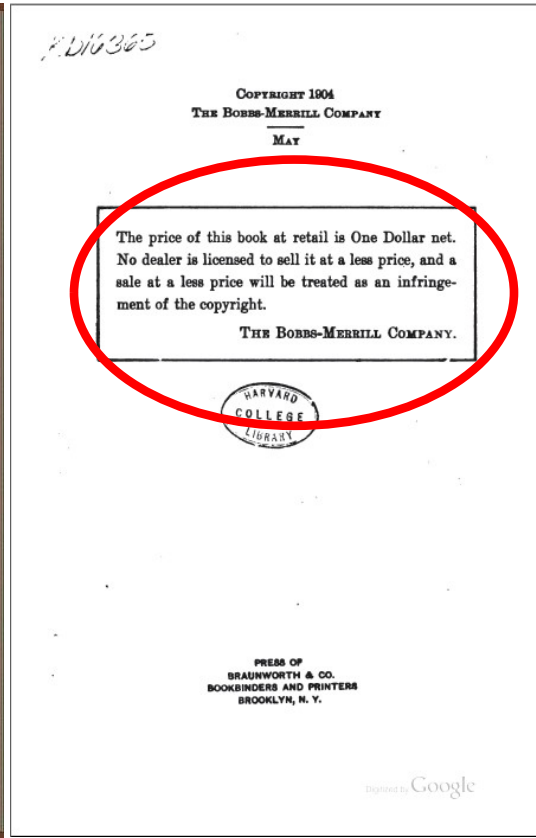 KD16365
COPYRIGHT 1904
THE BOBBS-MERRILL COMPANY
MAY
The price of this book at retail is One Dollar net.
No dealer is licensed to sell it at a less price, and a
sale at a less price will be treated as an infringe-
ment of the copyright.
THE BOBBS-MERRILL COMPANY.
HARVARD
COLLEGE
LIBRARY
PRESS OF
BRAUNWORTH & CO.
BOOKBINDERS AND PRINTERS
BROOKLYN, N. Y.
Digitized by Google